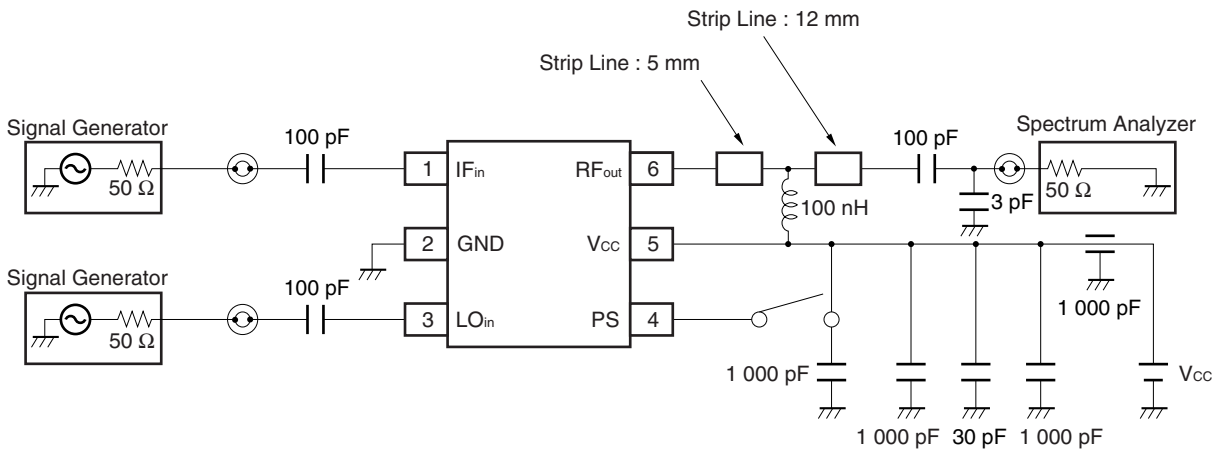 Strip Line : 12 mm
Strip Line : 5 mm
Signal Generator
100 pF
100 pF
Spectrum Analyzer
50 Ω
1
IFin
RFout
6
100 nH
3 pF
50 Ω
2
GND
VCC
5
Signal Generator
100 pF
50 Ω
3
LOin
PS
4
1 000 pF
1 000 pF
VCC
1 000 pF
30 pF
1 000 pF